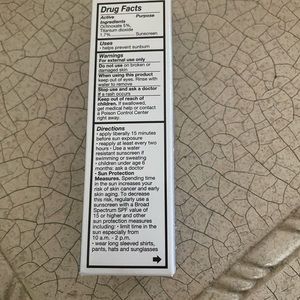 Drug Facts
Active Purpose
Ingredients
Octinoxate 5%,
Titanium dioxide
1.7% Sunscreen
Uses
• helps prevent sunburn
Warnings
For external use only
Do not use on broken or
damaged skin
When using this product
keep out of eyes. Rinse with
water to remove
Stop use and ask a doctor
if a rash occurs
Keep out of reach of
children. If swallowed,
get medical help or contact
a Poison Control Center
right away.
Directions
• apply liberally 15 minutes
before sun exposure
• reapply at least every two
hours • Use a water
resistant sunscreen if
swimming or sweating
• children under age 6
months; ask a doctor
• Sun Protection
Measures. Spending time
in the sun increases your
risk of skin cancer and early
skin aging. To decrease
this risk, regularly use a
sunscreen with a Broad
Spectrum SPF value of
15 or higher and other
sun protection measures
including: • limit time in the
sun especially from
10 a.m. - 2 p.m.
• wear long sleeved shirts,
pants, hats and sunglasses